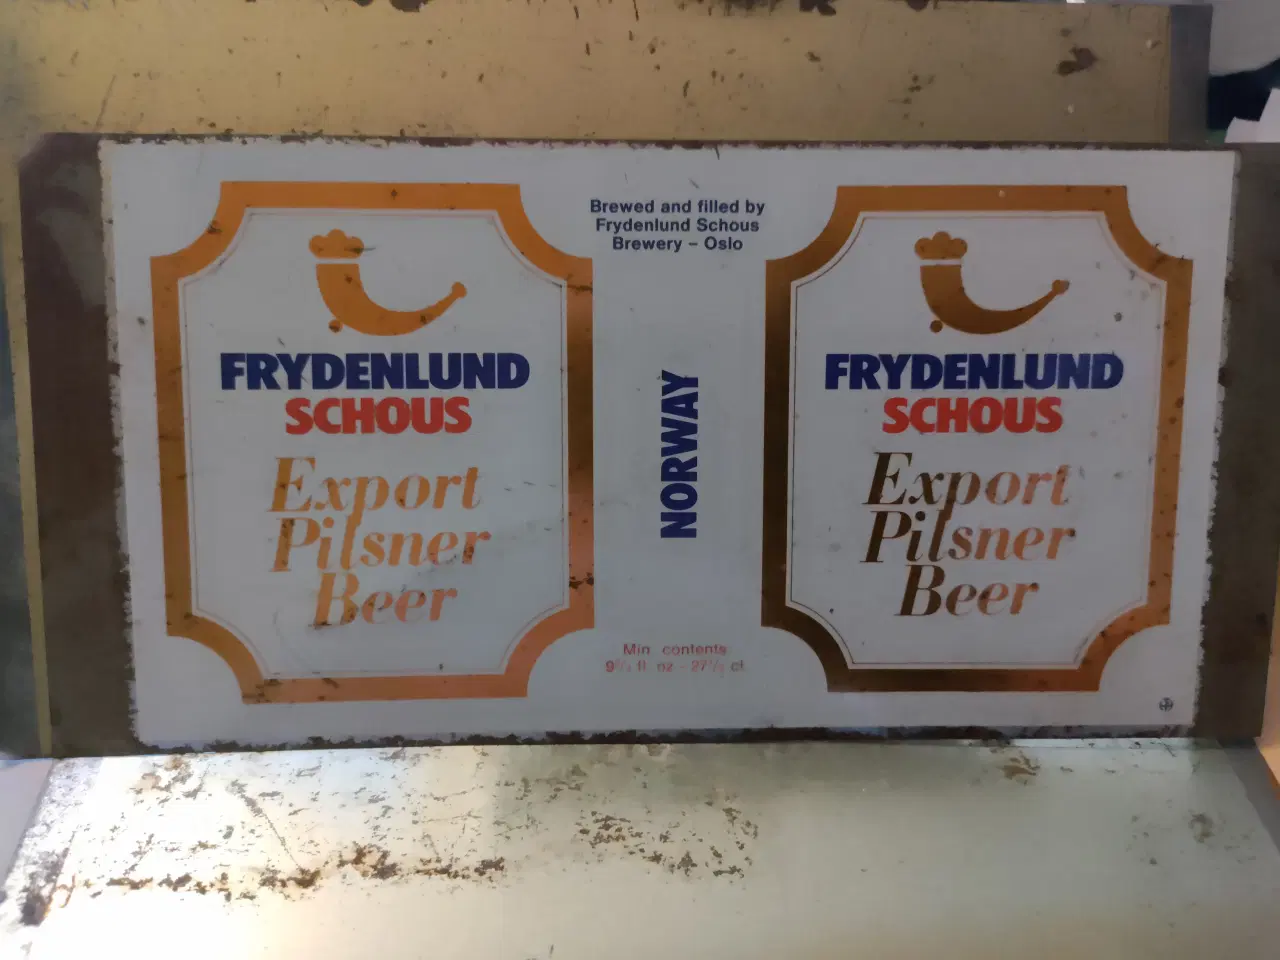 Brewed and filled by
Frydenlund Schous
Brewery – Oslo
FRYDENLUND
SCHOUS
Export
Pilsner
Beer
NORWAY
Min contents
FRYDENLUND
SCHOUS
Export
Pilsner
Beer